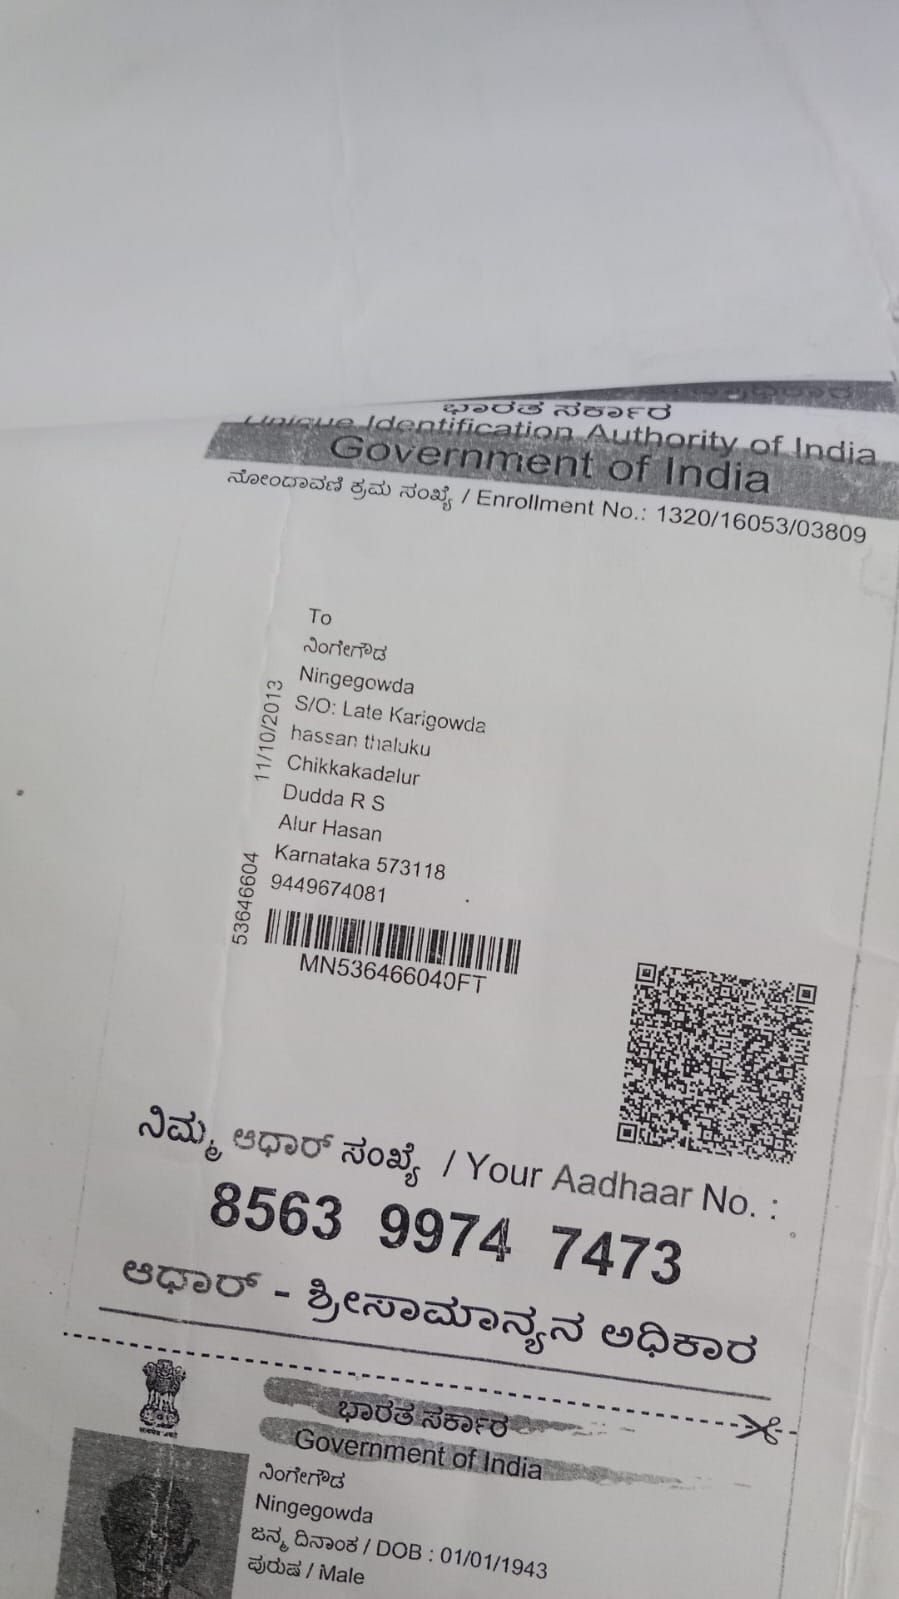 ಭಾರತ ಸರ್ಕಾರ
Unique Identification Authority of India
Government of India
ನೋಂದಾವಣಿ ಕ್ರಮ ಸಂಖ್ಯೆ / Enrollment No.: 1320/16053/03809
To
ನಿಂಗೇಗೌಡ
Ningegowda
S/O: Late Karigowda
hassan thaluku
Chikkakadalur
Dudda R S
Alur Hasan
Karnataka 573118
9449674081
11/10/2013
53646604
MN536466040FT
ನಿಮ್ಮ ಆಧಾರ್ ಸಂಖ್ಯೆ / Your Aadhaar No. :
8563 9974 7473
ಆಧಾರ್ - ಶ್ರೀಸಾಮಾನ್ಯನ ಅಧಿಕಾರ
ಭಾರತ ಸರ್ಕಾರ
Government of India
ನಿಂಗೇಗೌಡ
Ningegowda
ಜನ್ಮ ದಿನಾಂಕ / DOB : 01/01/1943
ಪುರುಷ / Male